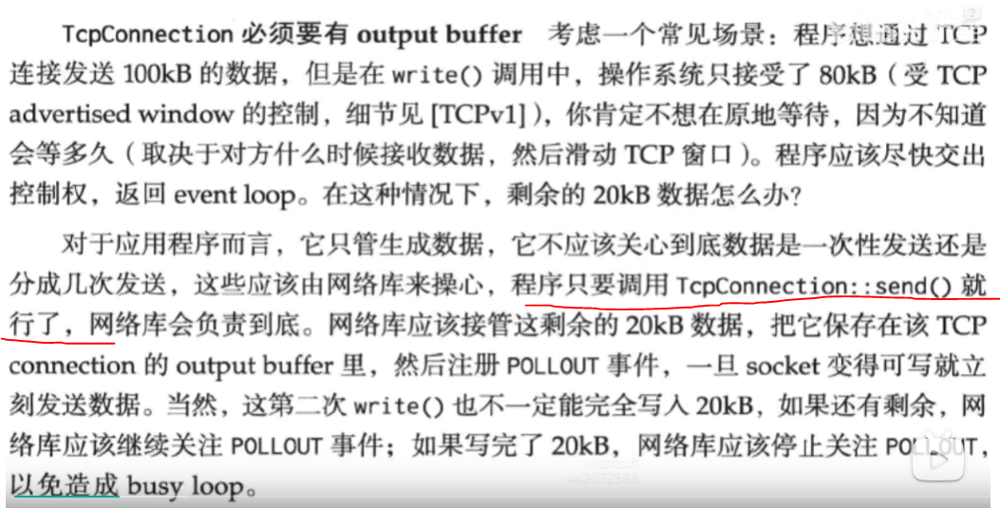 TcpConnection 必须要有 output buffer 考虑一个常见场景：程序想通过 TCP
连接发送 100kB 的数据，但是在 write() 调用中，操作系统只接受了 80kB（受 TCP
advertised window 的控制，细节见 [TCPv1]），你肯定不想在原地等待，因为不知道
会等多久（取决于对方什么时候接收数据，然后滑动 TCP 窗口）。程序应该尽快交出
控制权，返回 event loop。在这种情况下，剩余的 20kB 数据怎么办？
对于应用程序而言，它只管生成数据，它不应该关心到底数据是一次性发送还是
分成几次发送，这些应该由网络库来操心，程序只要调用 TcpConnection::send() 就
行了，网络库会负责到底。网络库应该接管这剩余的 20kB 数据，把它保存在该 TCP
connection 的 output buffer 里，然后注册 POLLOUT 事件，一旦 socket 变得可写就立
刻发送数据。当然，这第二次 write() 也不一定能完全写入 20kB，如果还有剩余，网
络库应该继续关注 POLLOUT 事件；如果写完了 20kB，网络库应该停止关注 POLLOUT，
以免造成 busy loop。